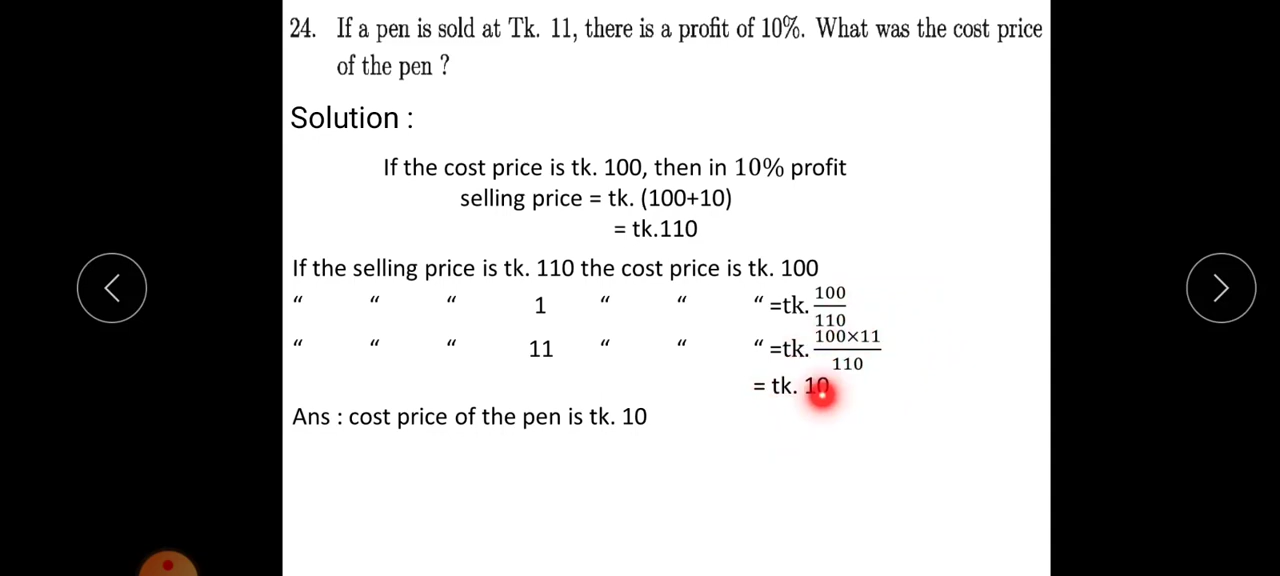 24. If a pen is sold at Tk. 11, there is a profit of 10%. What was the cost price
of the pen ?
Solution :
If the cost price is tk. 100, then in 10% profit
selling price = tk. (100+10)
= tk.110
If the selling price is tk. 110 the cost price is tk. 100
“ “ “ 1 “ “ “ =tk. 100/110
“ “ “ 11 “ “ “ =tk. 100×11/110
= tk. 10
Ans : cost price of the pen is tk. 10